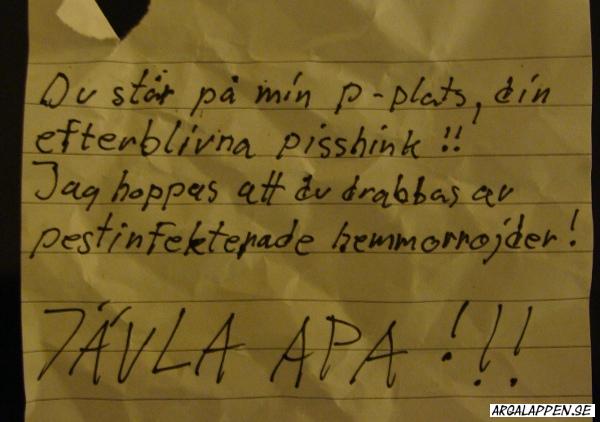 Du står på min p-plats, din
efterblivna pisshink !!
Jag hoppas att du drabbas av
pestinfekterade hemmorrojder!
JÄVLA APA !!!
ARGALAPPEN.SE